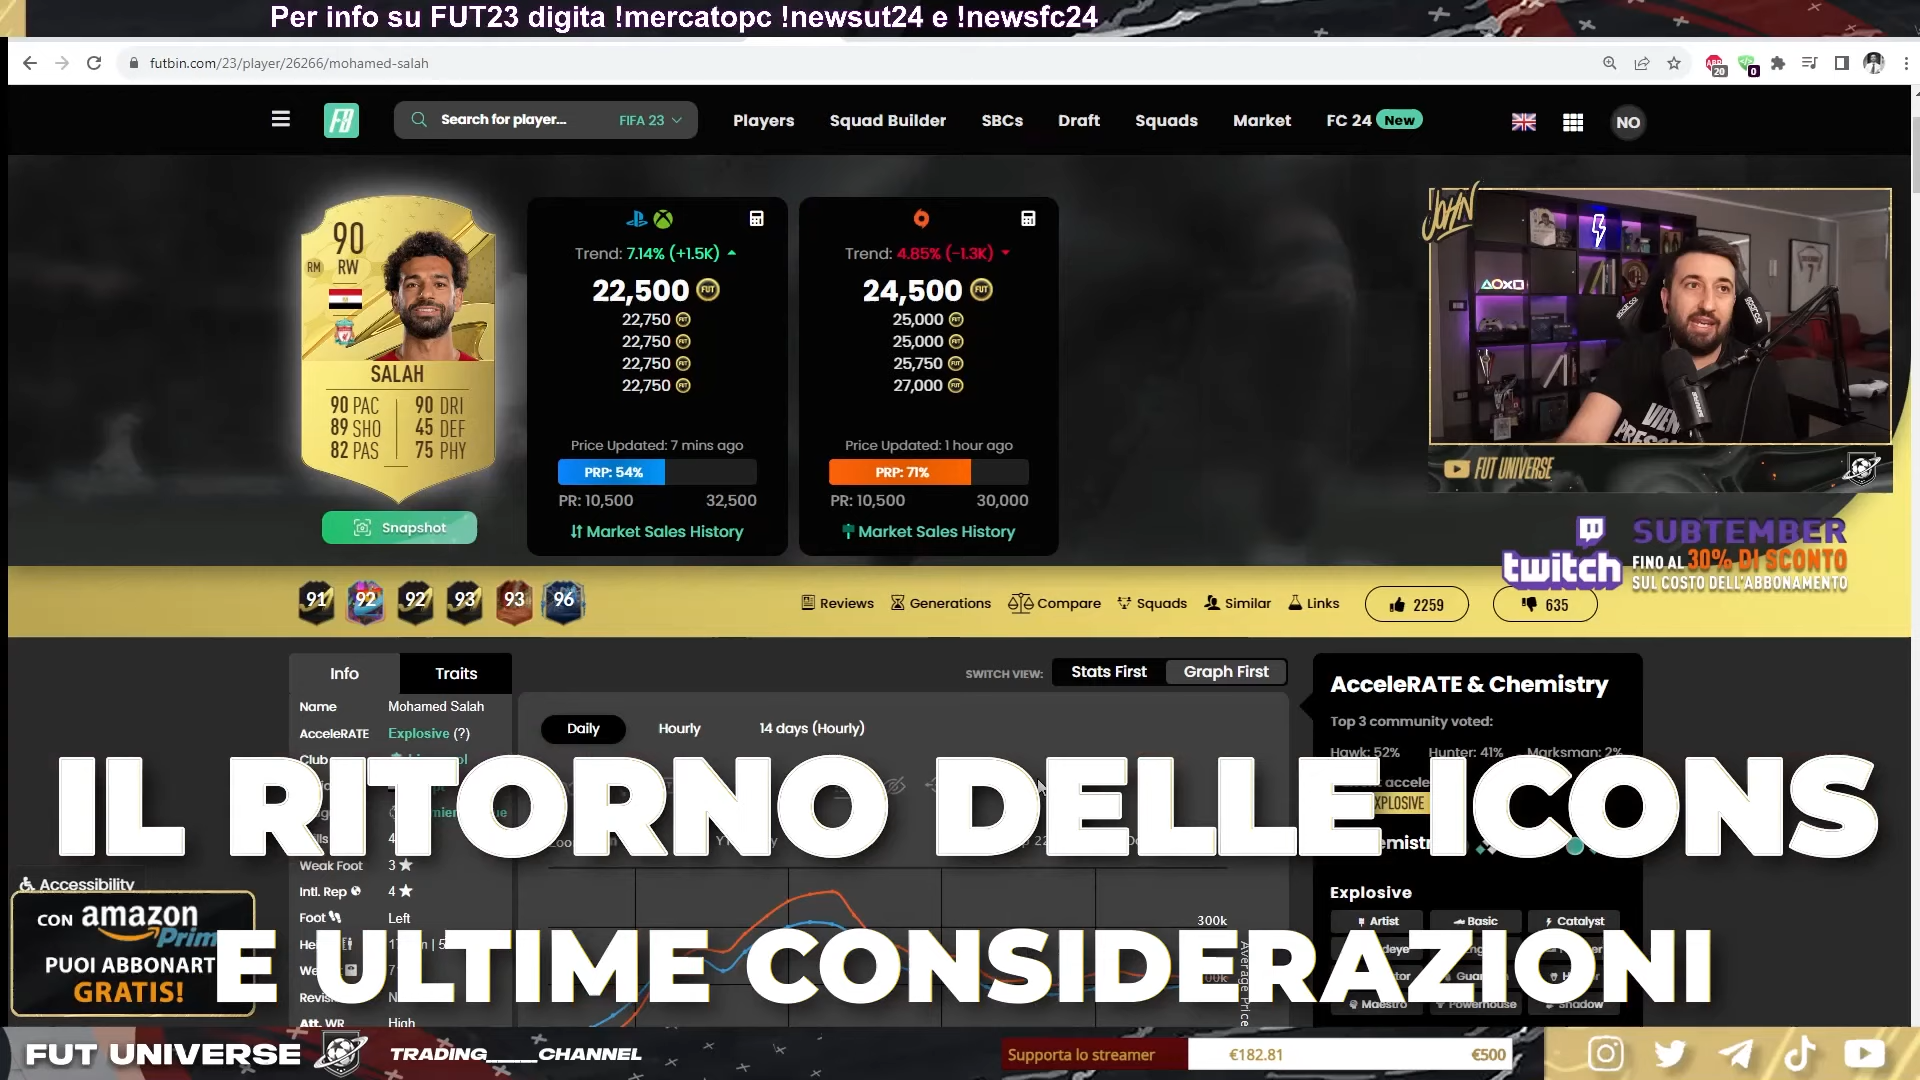 Per info su FUT23 digita !mercatopc !newsut24 e !newsfc24
futbin.com/23/player/26266/mohamed-salah
ABP
20
0
FB
Search for player...
FIFA 23
Players
Squad Builder
SBCs
Draft
Squads
Market
FC 24
New
NO
90
RW
RM
SALAH
90 PAC
89 SHO
82 PAS
90 DRI
45 DEF
75 PHY
Snapshot
Trend: 7.14% (+1.5K)
22,500
22,750
22,750
22,750
22,750
Price Updated: 7 mins ago
PRP: 54%
PR: 10,500
32,500
Market Sales History
Trend: 4.85% (-1.3K)
24,500
25,000
25,000
25,750
27,000
Price Updated: 1 hour ago
PRP: 71%
PR: 10,500
30,000
Market Sales History
JOHN
sparco
FUT UNIVERSE
twitch
SUBTEMBER
FINO AL 30% DI SCONTO
SUL COSTO DELL'ABBONAMENTO
91
92
92
93
93
96
Reviews
Generations
Compare
Squads
Similar
Links
2259
635
Info
Traits
Name
Mohamed Salah
AcceleRATE
Explosive (?)
Club
Weak Foot
3
Intl. Rep
4
Foot
Left
Att. WR
High
SWITCH VIEW:
Stats First
Graph First
Daily
Hourly
14 days (Hourly)
300k
Average Price
AcceleRATE & Chemistry
Top 3 community voted:
Hawk: 52%
Hunter: 41%
Marksman: 2%
Explosive
Artist
Basic
Catalyst
Maestro
Powerhouse
Shadow
IL RITORNO DELLE ICONS
E ULTIME CONSIDERAZIONI
Accessibility
CON amazon
Prime
PUOI ABBONARTI
GRATIS!
FUT UNIVERSE
TRADING CHANNEL
Supporta lo streamer
€182.81
€500